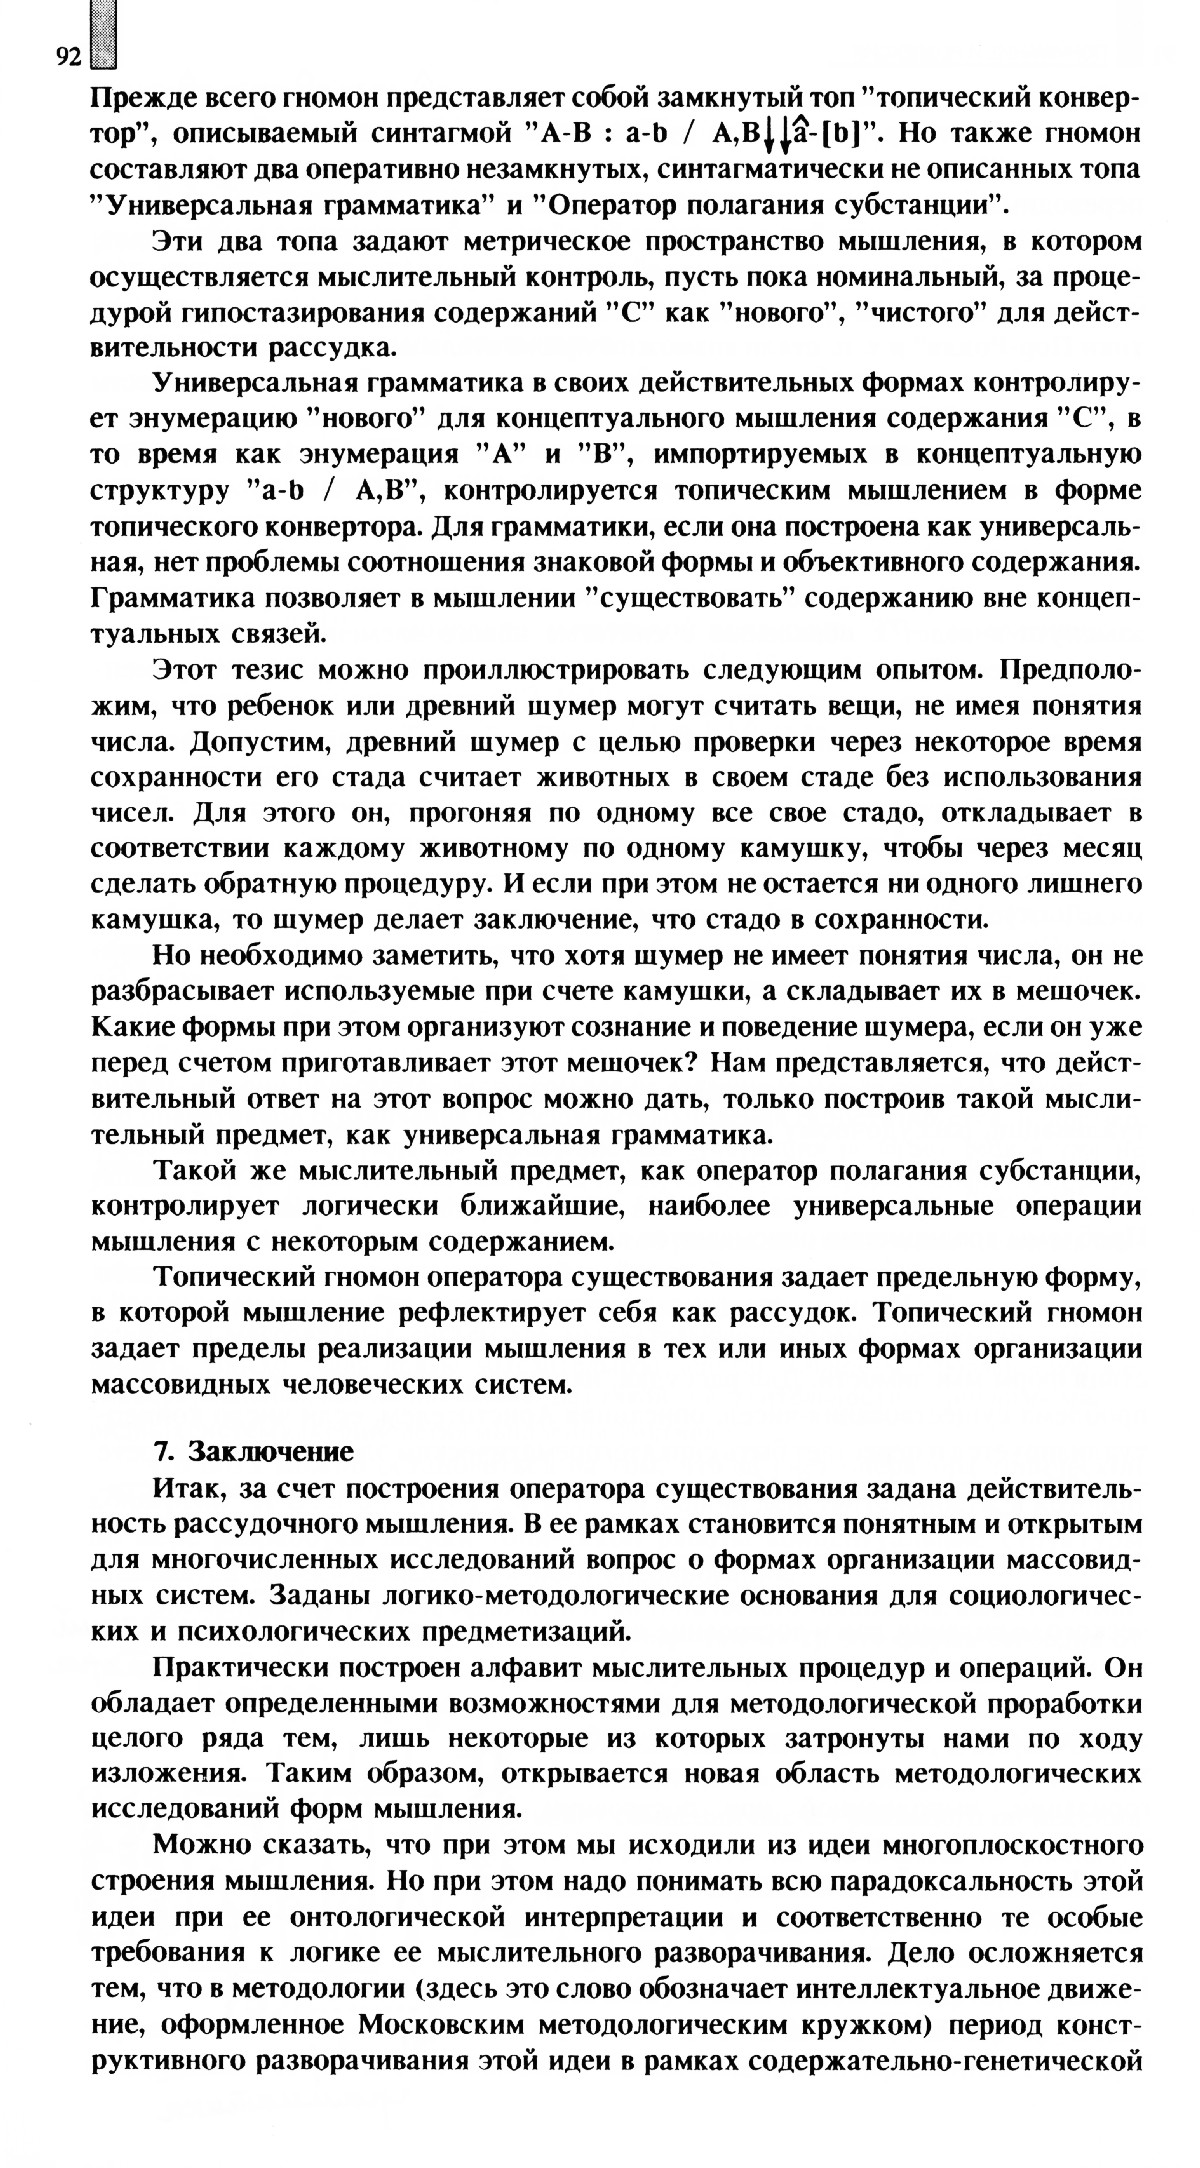 92
Прежде всего гномон представляет собой замкнутый топ "топический конвер-
тор", описываемый синтагмой "А-В : а-b / А,В⇃⇂â-[b]". Но также гномон
составляют два оперативно незамкнутых, синтагматически не описанных топа
"Универсальная грамматика" и "Оператор полагания субстанции".
Эти два топа задают метрическое пространство мышления, в котором
осуществляется мыслительный контроль, пусть пока номинальный, за проце-
дурой гипостазирования содержаний "С" как "нового", "чистого" для дейст-
вительности рассудка.
Универсальная грамматика в своих действительных формах контролиру-
ет энумерацию "нового" для концептуального мышления содержания "С", в
то время как энумерация "А" и "В", импортируемых в концептуальную
структуру "а-b / А,В", контролируется топическим мышлением в форме
топического конвертора. Для грамматики, если она построена как универсаль-
ная, нет проблемы соотношения знаковой формы и объективного содержания.
Грамматика позволяет в мышлении "существовать" содержанию вне концеп-
туальных связей.
Этот тезис можно проиллюстрировать следующим опытом. Предполо-
жим, что ребенок или древний шумер могут считать вещи, не имея понятия
числа. Допустим, древний шумер с целью проверки через некоторое время
сохранности его стада считает животных в своем стаде без использования
чисел. Для этого он, прогоняя по одному все свое стадо, откладывает в
соответствии каждому животному по одному камушку, чтобы через месяц
сделать обратную процедуру. И если при этом не остается ни одного лишнего
камушка, то шумер делает заключение, что стадо в сохранности.
Но необходимо заметить, что хотя шумер не имеет понятия числа, он не
разбрасывает используемые при счете камушки, а складывает их в мешочек.
Какие формы при этом организуют сознание и поведение шумера, если он уже
перед счетом приготавливает этот мешочек? Нам представляется, что дейст-
вительный ответ на этот вопрос можно дать, только построив такой мысли-
тельный предмет, как универсальная грамматика.
Такой же мыслительный предмет, как оператор полагания субстанции,
контролирует логически ближайшие, наиболее универсальные операции
мышления с некоторым содержанием.
Топический гномон оператора существования задает предельную форму,
в которой мышление рефлектирует себя как рассудок. Топический гномон
задает пределы реализации мышления в тех или иных формах организации
массовидных человеческих систем.
7. Заключение
Итак, за счет построения оператора существования задана действитель-
ность рассудочного мышления. В ее рамках становится понятным и открытым
для многочисленных исследований вопрос о формах организации массовид-
ных систем. Заданы логико-методологические основания для социологичес-
ких и психологических предметизаций.
Практически построен алфавит мыслительных процедур и операций. Он
обладает определенными возможностями для методологической проработки
целого ряда тем, лишь некоторые из которых затронуты нами по ходу
изложения. Таким образом, открывается новая область методологических
исследований форм мышления.
Можно сказать, что при этом мы исходили из идеи многоплоскостного
строения мышления. Но при этом надо понимать всю парадоксальность этой
идеи при ее онтологической интерпретации и соответственно те особые
требования к логике ее мыслительного разворачивания. Дело осложняется
тем, что в методологии (здесь это слово обозначает интеллектуальное движе-
ние, оформленное Московским методологическим кружком) период конст-
руктивного разворачивания этой идеи в рамках содержательно-генетической